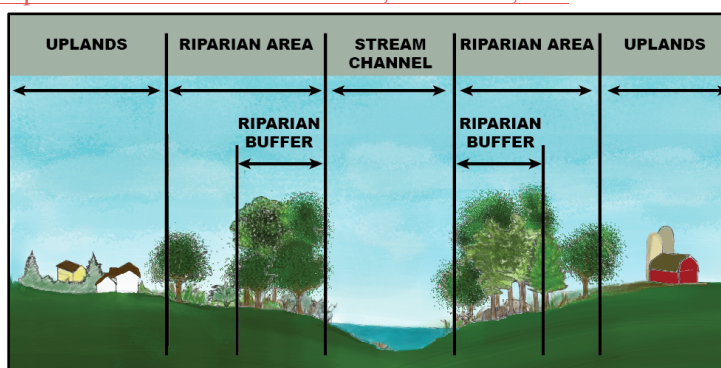 UPLANDS
RIPARIAN AREA
STREAM
CHANNEL
RIPARIAN AREA
UPLANDS
RIPARIAN
BUFFER
RIPARIAN
BUFFER